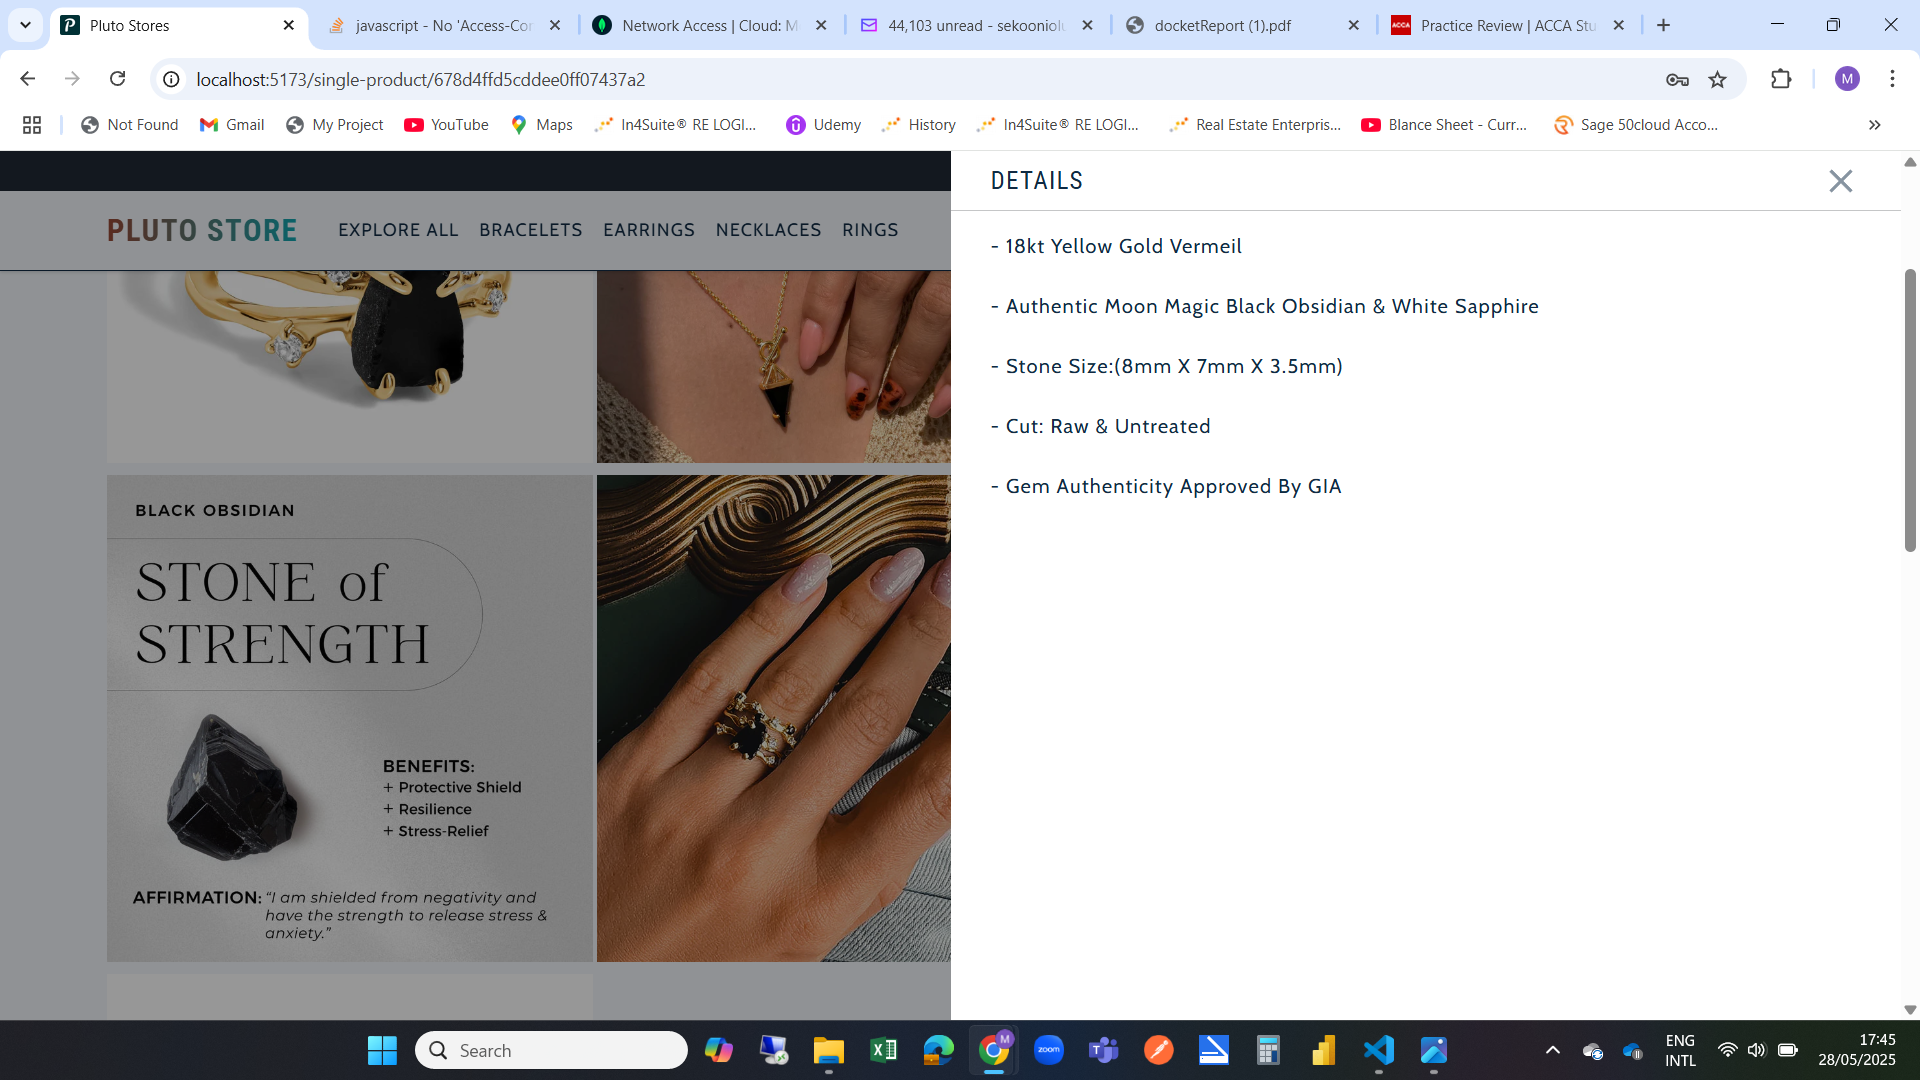 Pluto Stores
javascript - No 'Access-Con
Network Access | Cloud: M
44,103 unread - sekooniolu
docketReport (1).pdf
Practice Review | ACCA Stu
localhost:5173/single-product/678d4ffd5cddee0ff07437a2
M
Not Found
Gmail
My Project
YouTube
Maps
In4Suite® RE LOGI...
Udemy
History
In4Suite® RE LOGI...
Real Estate Enterpris...
Blance Sheet - Curr...
Sage 50cloud Acco...
PLUTO STORE
EXPLORE ALL
BRACELETS
EARRINGS
NECKLACES
RINGS
BLACK OBSIDIAN
STONE of
STRENGTH
BENEFITS:
+ Protective Shield
+ Resilience
+ Stress-Relief
AFFIRMATION: “I am shielded from negativity and
have the strength to release stress &
anxiety.”
DETAILS
- 18kt Yellow Gold Vermeil
- Authentic Moon Magic Black Obsidian & White Sapphire
- Stone Size:(8mm X 7mm X 3.5mm)
- Cut: Raw & Untreated
- Gem Authenticity Approved By GIA
Search
M
zoom
ENG
INTL
17:45
28/05/2025